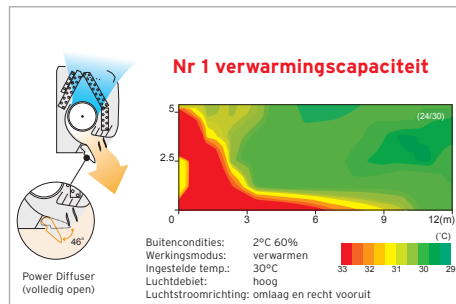 Nr 1 verwarmingscapaciteit
5
2.5
0
(24/30)
0 3 6 9 12(m)
46°
Power Diffuser
(volledig open)
Buitencondities: 2°C 60%
Werkingsmodus: verwarmen
Ingestelde temp.: 30°C
Luchtdebiet: hoog
Luchtstroomrichting: omlaag en recht vooruit
(°C)
33 32 31 30 29